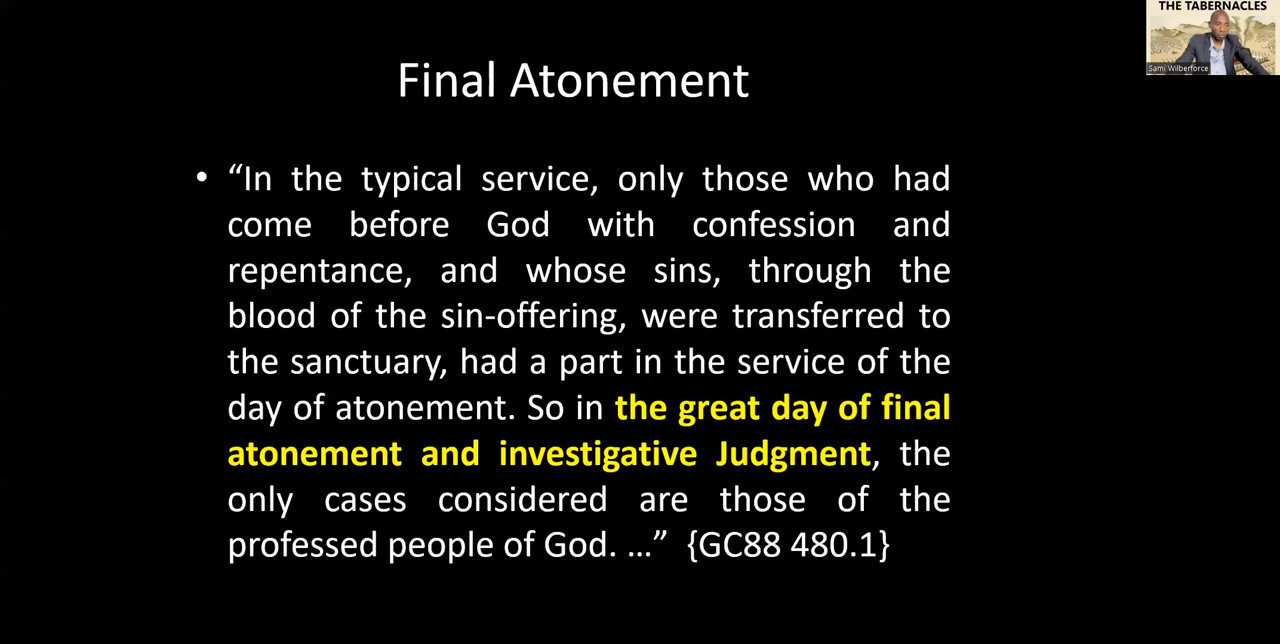 THE TABERNACLES
Sami Wilberforce
Final Atonement
• “In the typical service, only those who had
come before God with confession and
repentance, and whose sins, through the
blood of the sin-offering, were transferred to
the sanctuary, had a part in the service of the
day of atonement. So in the great day of final
atonement and investigative Judgment, the
only cases considered are those of the
professed people of God. …” {GC88 480.1}